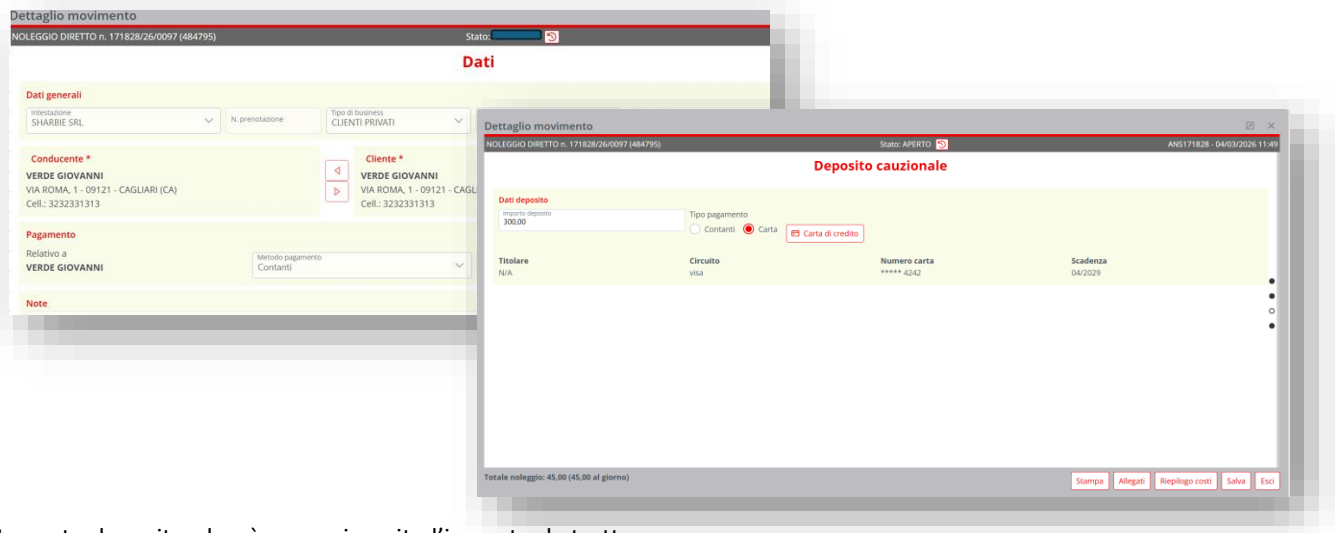 Dettaglio movimento
NOLEGGIO DIRETTO n. 171828/26/0097 (484795) Stato:
Dati
Dati generali
Intestazione
SHARBIE SRL
N. prenotazione
Tipo di business
CLIENTI PRIVATI
Conducente *
VERDE GIOVANNI
VIA ROMA, 1 - 09121 - CAGLIARI (CA)
Cell.: 3232331313
Cliente *
VERDE GIOVANNI
VIA ROMA, 1 - 09121 - CAGL
Cell.: 3232331313
Pagamento
Relativo a
VERDE GIOVANNI
Metodo pagamento
Contanti
Note
Dettaglio movimento
NOLEGGIO DIRETTO n. 171828/26/0097 (484795) Stato: APERTO ANS171828 - 04/03/2026 11:49
Deposito cauzionale
Dati deposito
Importo deposito
300,00
Tipo pagamento
Contanti Carta Carta di credito
Titolare Circuito Numero carta Scadenza
N/A visa ***** 4242 04/2029
Totale noleggio: 45,00 (45,00 al giorno)
Stampa Allegati Riepilogo costi Salva Esci